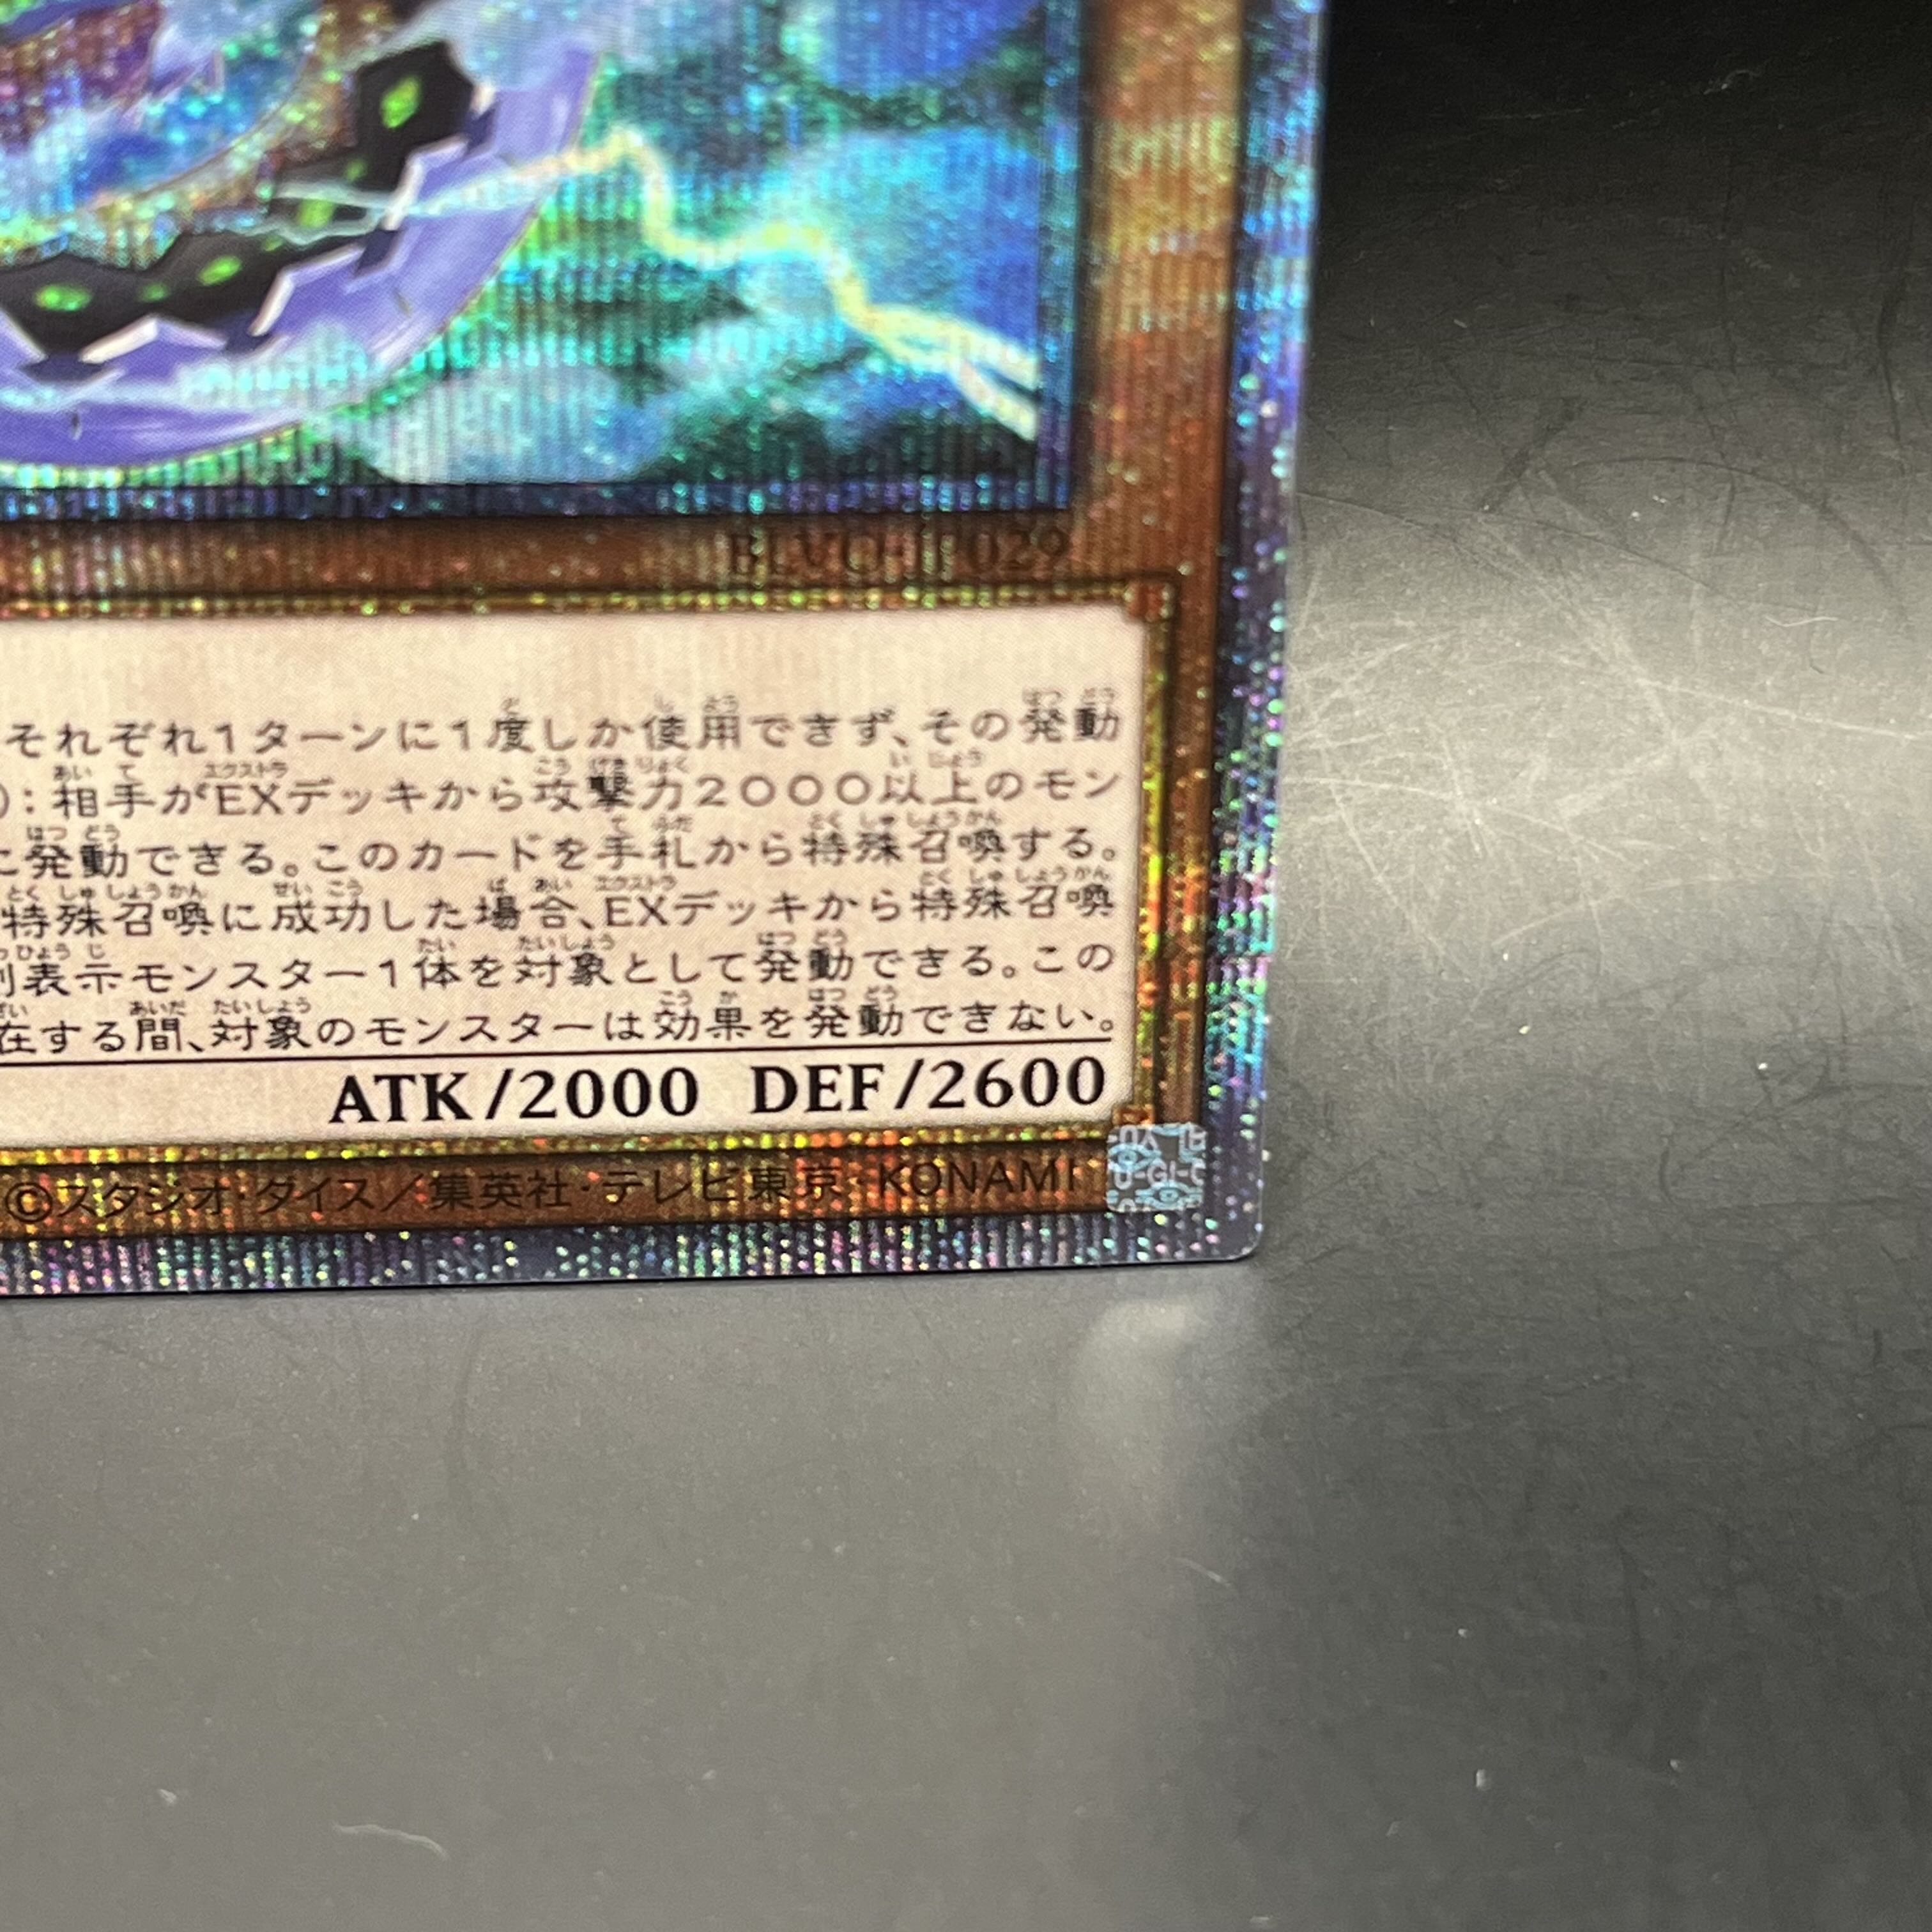 BLVO-JP029
それぞれ1ターンに1度しか使用できず、その発動
):相手がEXデッキから攻撃力2000以上のモン
に発動できる。このカードを手札から特殊召喚する。
特殊召喚に成功した場合、EXデッキから特殊召喚
表示モンスター1体を対象として発動できる。この
在する間、対象のモンスターは効果を発動できない。
ATK/2000 DEF/2600
©スタジオ・ダイス/集英社・テレビ東京・KONAMI